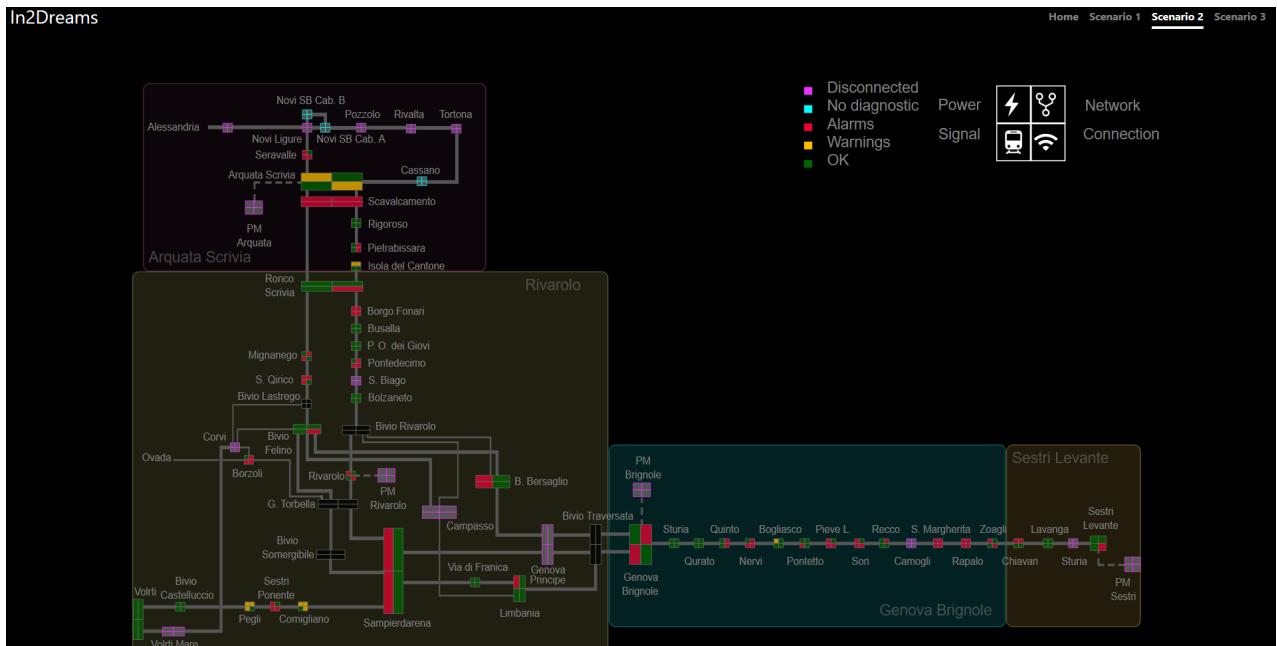 In2Dreams
Home Scenario 1 Scenario 2 Scenario 3
Disconnected
No diagnostic
Alarms
Warnings
OK
Power
Signal
Network
Connection
Novi SB Cab. B
Alessandria
Pozzolo
Rivalta
Tortona
Novi Ligure
Novi SB Cab. A
Seravalle
Cassano
Arquata Scrivia
Scavalcamento
PM
Arquata
Rigoroso
Pietrabissara
Arquata Scrivia
Isola del Cantone
Ronco
Scrivia
Rivarolo
Borgo Fonari
Busalla
P. O. dei Giovi
Mignanego
Pontedecimo
S. Qirico
S. Biago
Bivio Lastrego
Bolzaneto
Corvi
Bivio
Felino
Bivio Rivarolo
Ovada
Borzoli
Rivarolo
PM
Rivarolo
B. Bersaglio
G. Torbella
Campasso
Bivio Traversata
Bivio
Somergibile
Genova
Principe
Via di Franica
Limbania
Voltri
Bivio
Castelluccio
Sestri
Ponente
Pegli
Cornigliano
Sampierdarena
Voltri Mare
PM
Brignole
Genova
Brignole
Sturia
Quinto
Bogliasco
Pieve L.
Recco
S. Margherita
Zoagli
Qurato
Nervi
Pontetto
Sori
Camogli
Rapalo
Genova Brignole
Sestri Levante
Lavanga
Sestri
Levante
Chiavari
Sturia
PM
Sestri